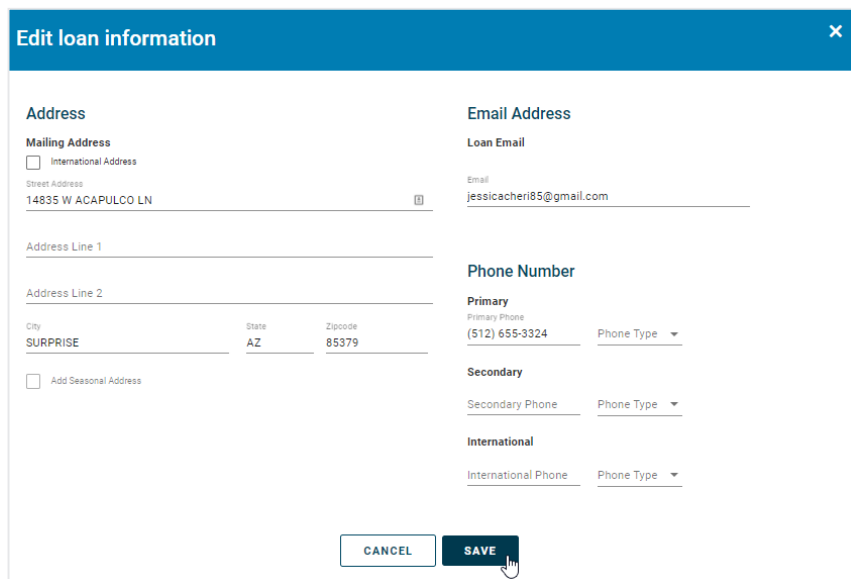 Edit loan information
Address
Mailing Address
International Address
Street Address
14835 W ACAPULCO LN
Address Line 1
Address Line 2
City State Zipcode
SURPRISE AZ 85379
Add Seasonal Address
Email Address
Loan Email
Email
jessicacheri85@gmail.com
Phone Number
Primary
Primary Phone
(512) 655-3324 Phone Type
Secondary
Secondary Phone Phone Type
International
International Phone Phone Type
CANCEL SAVE